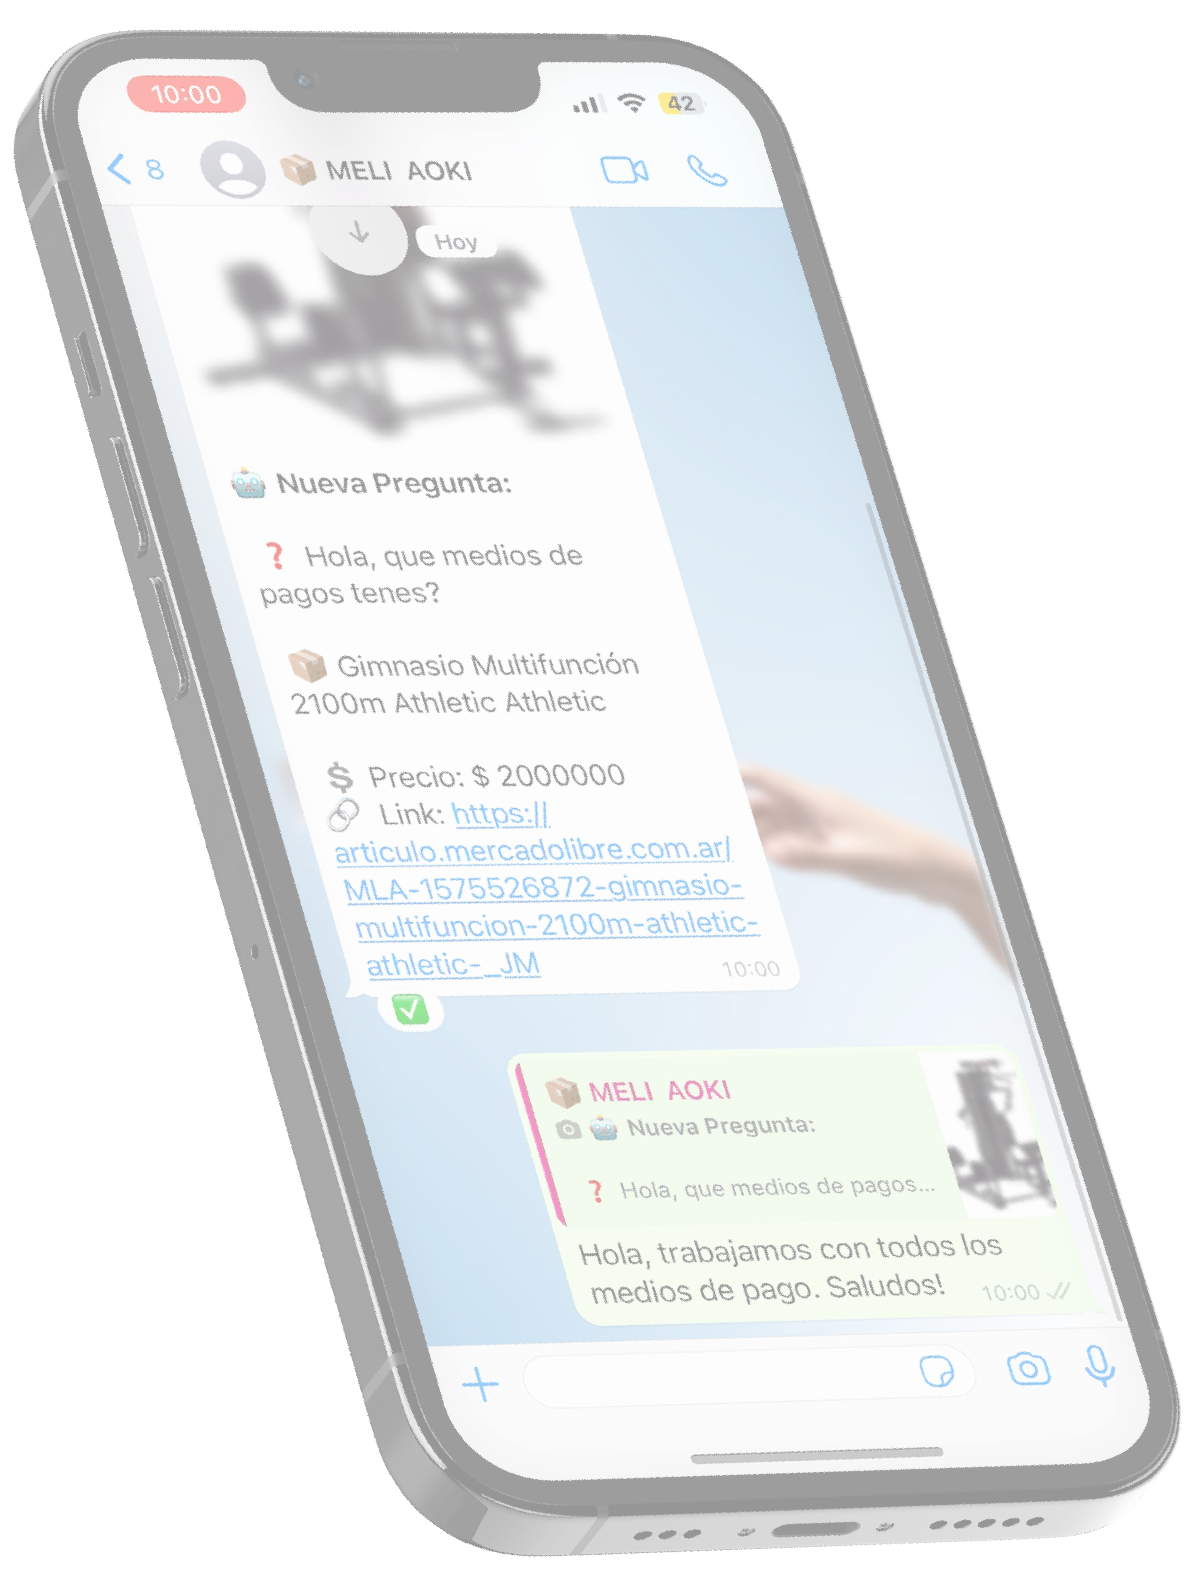 10:00
42
8
MELI AOKI
Hoy
Nueva Pregunta:
❓ Hola, que medios de
pagos tenes?
Gimnasio Multifunción
2100m Athletic Athletic
$ Precio: $ 2000000
Link: https://
articulo.mercadolibre.com.ar/
MLA-1575526872-gimnasio-
multifuncion-2100m-athletic-
athletic-_JM
10:00
MELI AOKI
Nueva Pregunta:
❓ Hola, que medios de pagos...
Hola, trabajamos con todos los
medios de pago. Saludos!
10:00